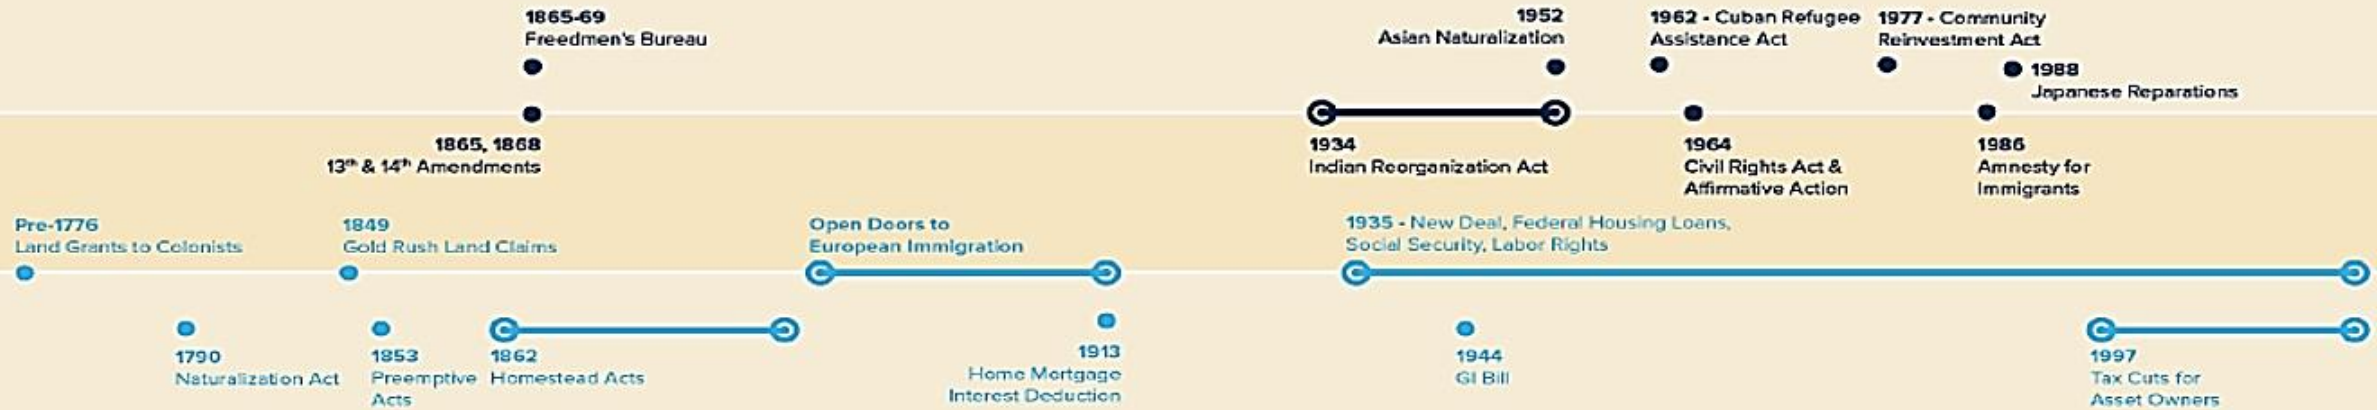 1865-69
Freedmen's Bureau
1952
Asian Naturalization
1962 - Cuban Refugee
Assistance Act
1977 - Community
Reinvestment Act
1988
Japanese Reparations
1865, 1868
13th & 14th Amendments
1934
Indian Reorganization Act
1964
Civil Rights Act &
Affirmative Action
1986
Amnesty for
Immigrants
Pre-1776
Land Grants to Colonists
1849
Gold Rush Land Claims
Open Doors to
European Immigration
1935 - New Deal, Federal Housing Loans,
Social Security, Labor Rights
1790
Naturalization Act
1853
Preemptive
Acts
1862
Homestead Acts
1913
Home Mortgage
Interest Deduction
1944
GI Bill
1997
Tax Cuts for
Asset Owners